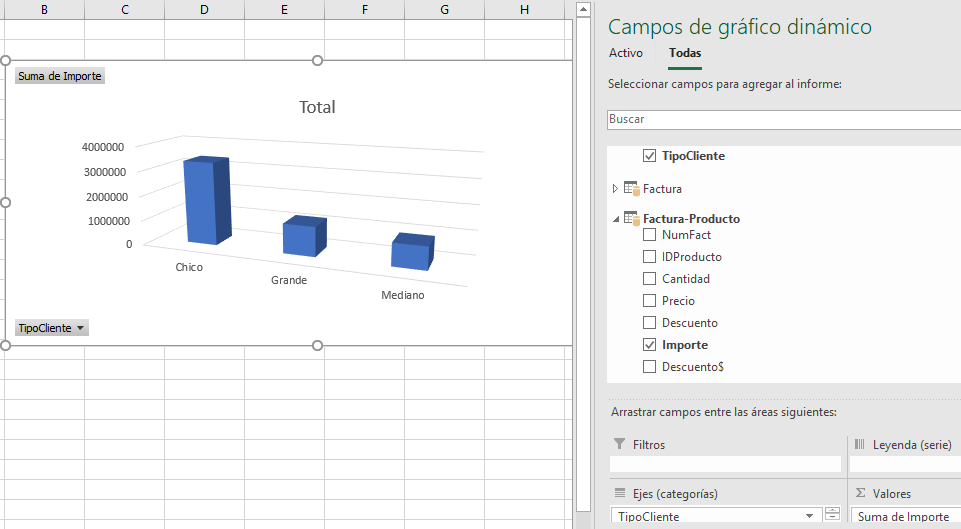 B C D E F G H
Suma de Importe
Total
4000000
3000000
2000000
1000000
0
Chico
Grande
Mediano
TipoCliente
Campos de gráfico dinámico
Activo Todas
Seleccionar campos para agregar al informe:
Buscar
TipoCliente
Factura
Factura-Producto
NumFact
IDProducto
Cantidad
Precio
Descuento
Importe
Descuento$
Arrastrar campos entre las áreas siguientes:
Filtros
Leyenda (serie)
Ejes (categorías)
Σ Valores
TipoCliente
Suma de Importe